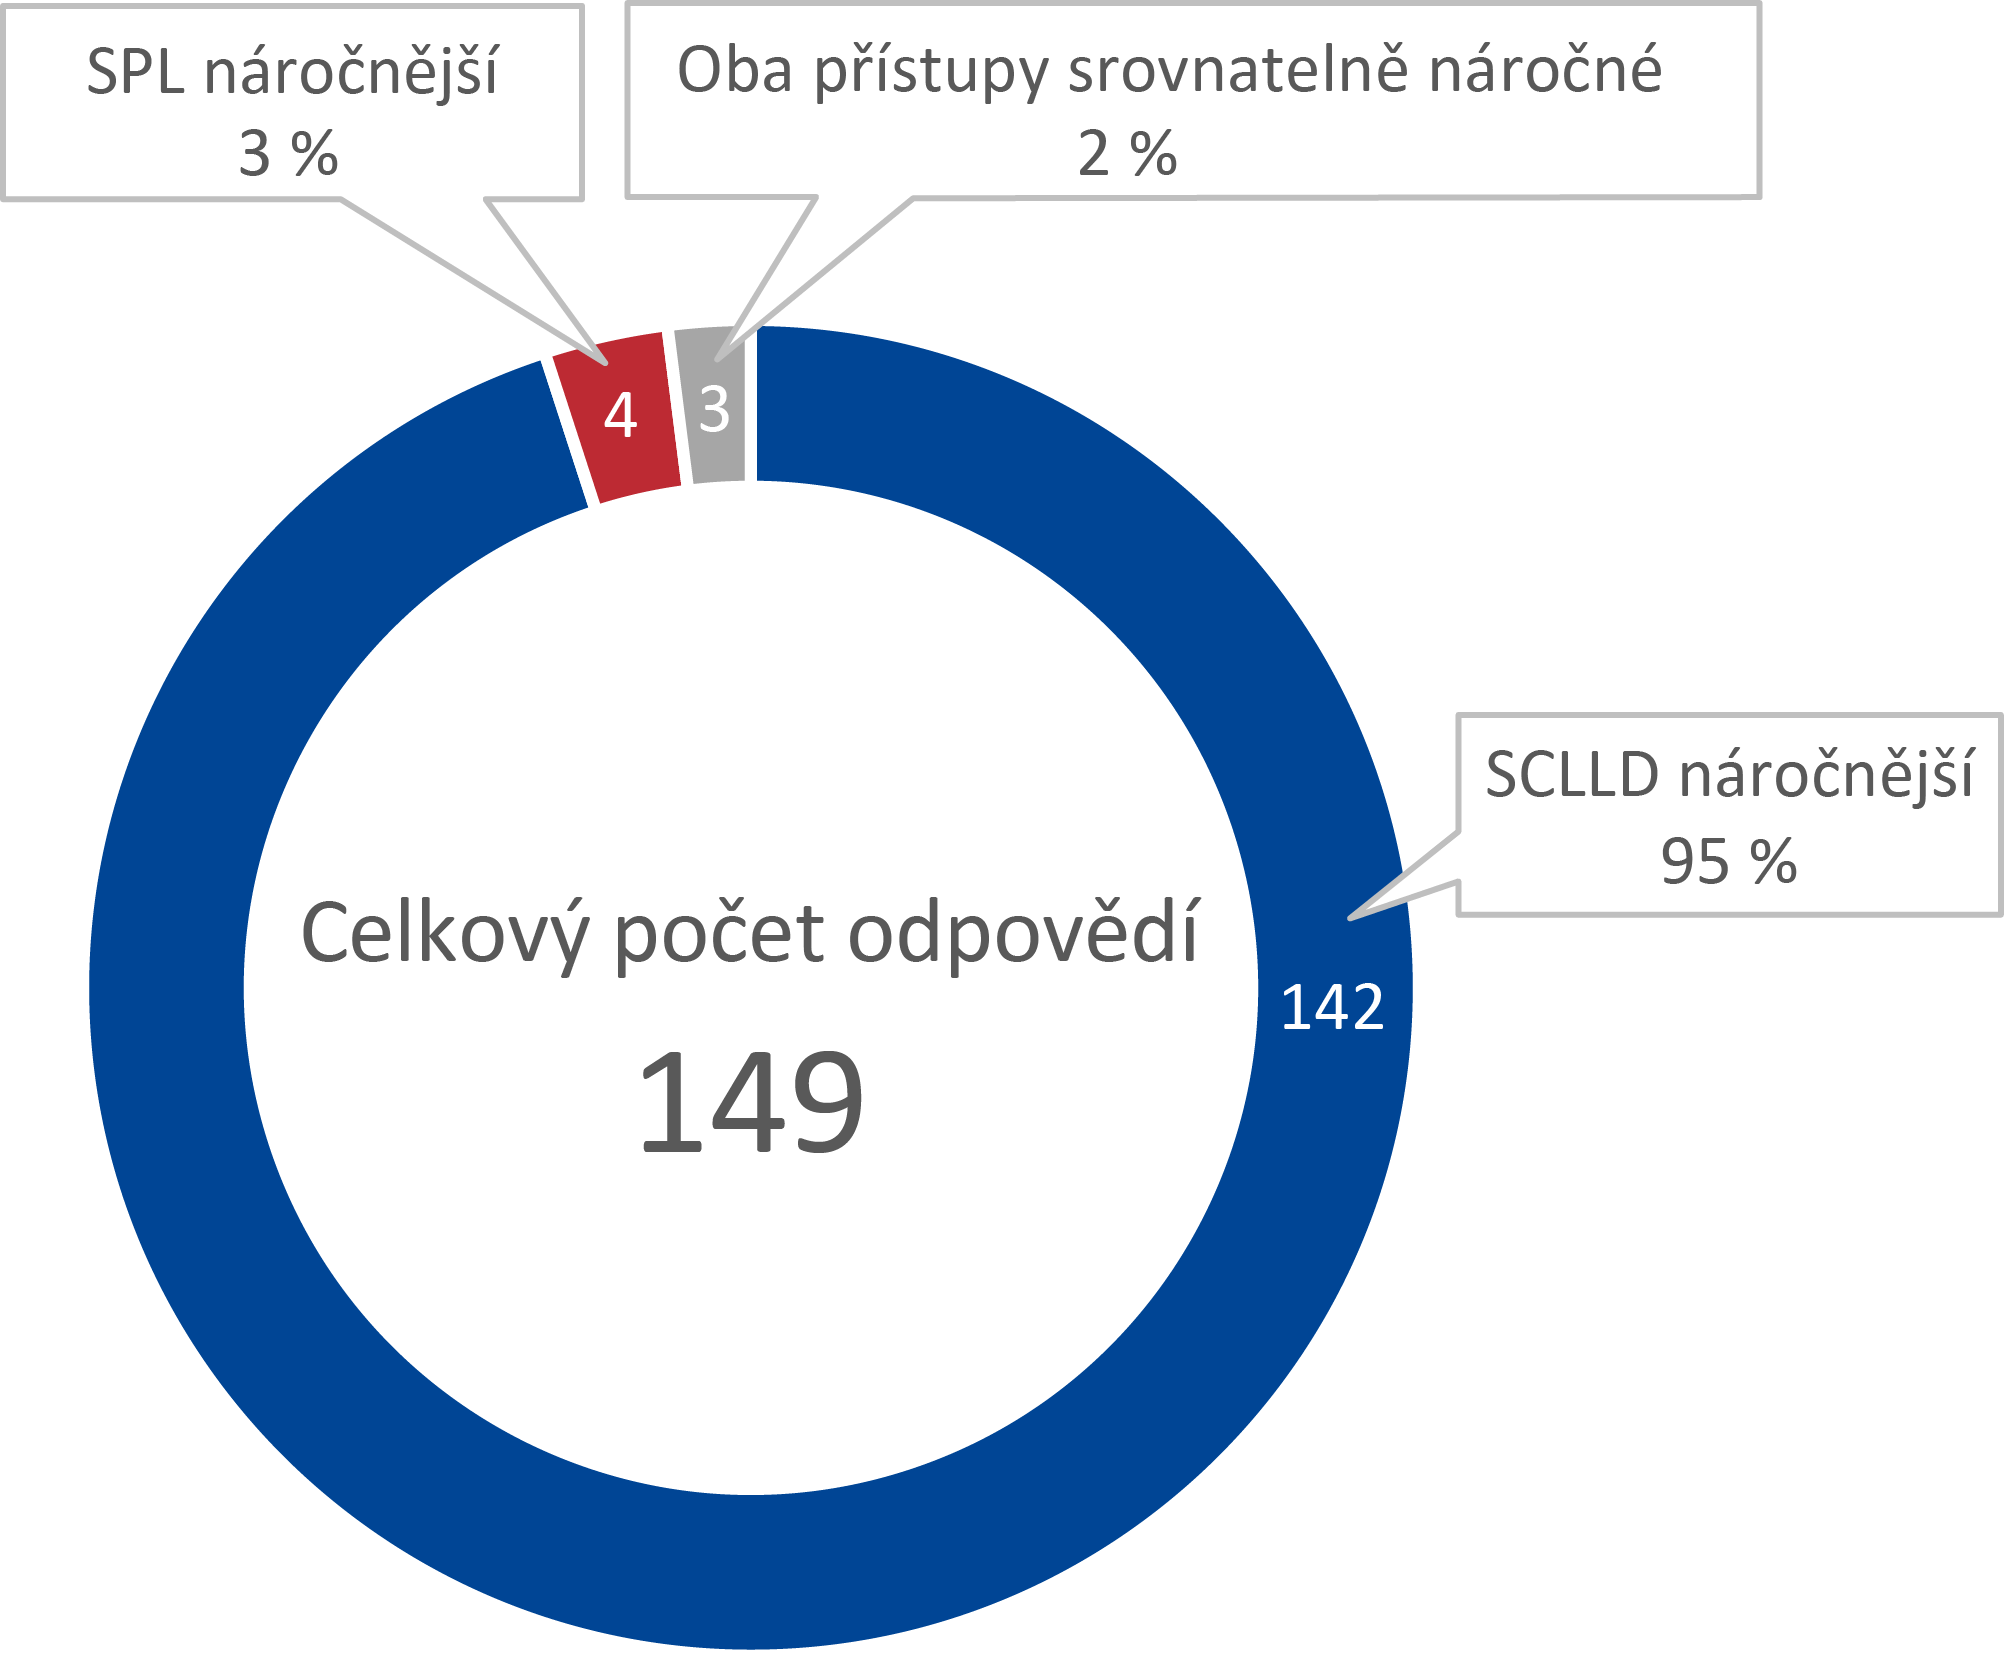 SPL náročnější
3 %
Oba přístupy srovnatelně náročné
2 %
4
3
SCLLD náročnější
95 %
142
Celkový počet odpovědí
149